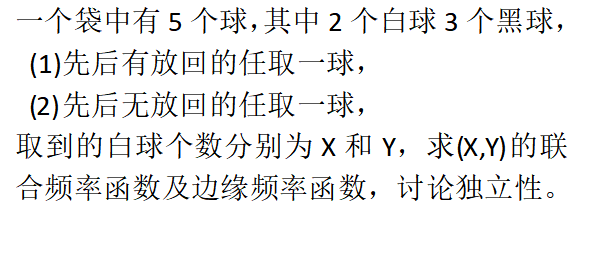 一个袋中有 5 个球，其中 2 个白球 3 个黑球，
(1)先后有放回的任取一球，
(2)先后无放回的任取一球，
取到的白球个数分别为 X 和 Y，求(X,Y)的联
合频率函数及边缘频率函数，讨论独立性。